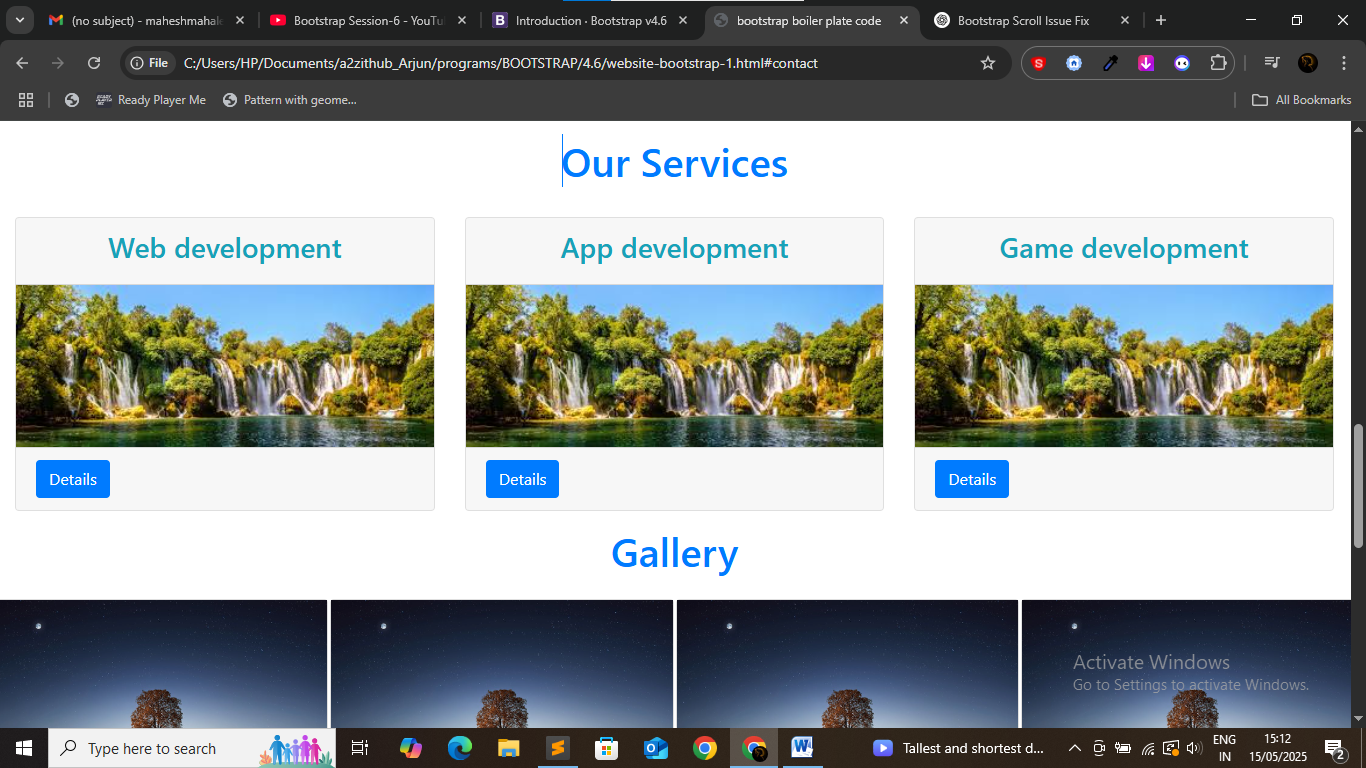 (no subject) - maheshmahale
Bootstrap Session-6 - YouTu
B
Introduction · Bootstrap v4.6
bootstrap boiler plate code
Bootstrap Scroll Issue Fix
File
C:/Users/HP/Documents/a2zithub_Arjun/programs/BOOTSTRAP/4.6/website-bootstrap-1.html#contact
Ready Player Me
Pattern with geome...
All Bookmarks
Our Services
Web development
App development
Game development
Details
Details
Details
Gallery
Activate Windows
Go to Settings to activate Windows.
Type here to search
Tallest and shortest d...
ENG
IN
15:12
15/05/2025
2